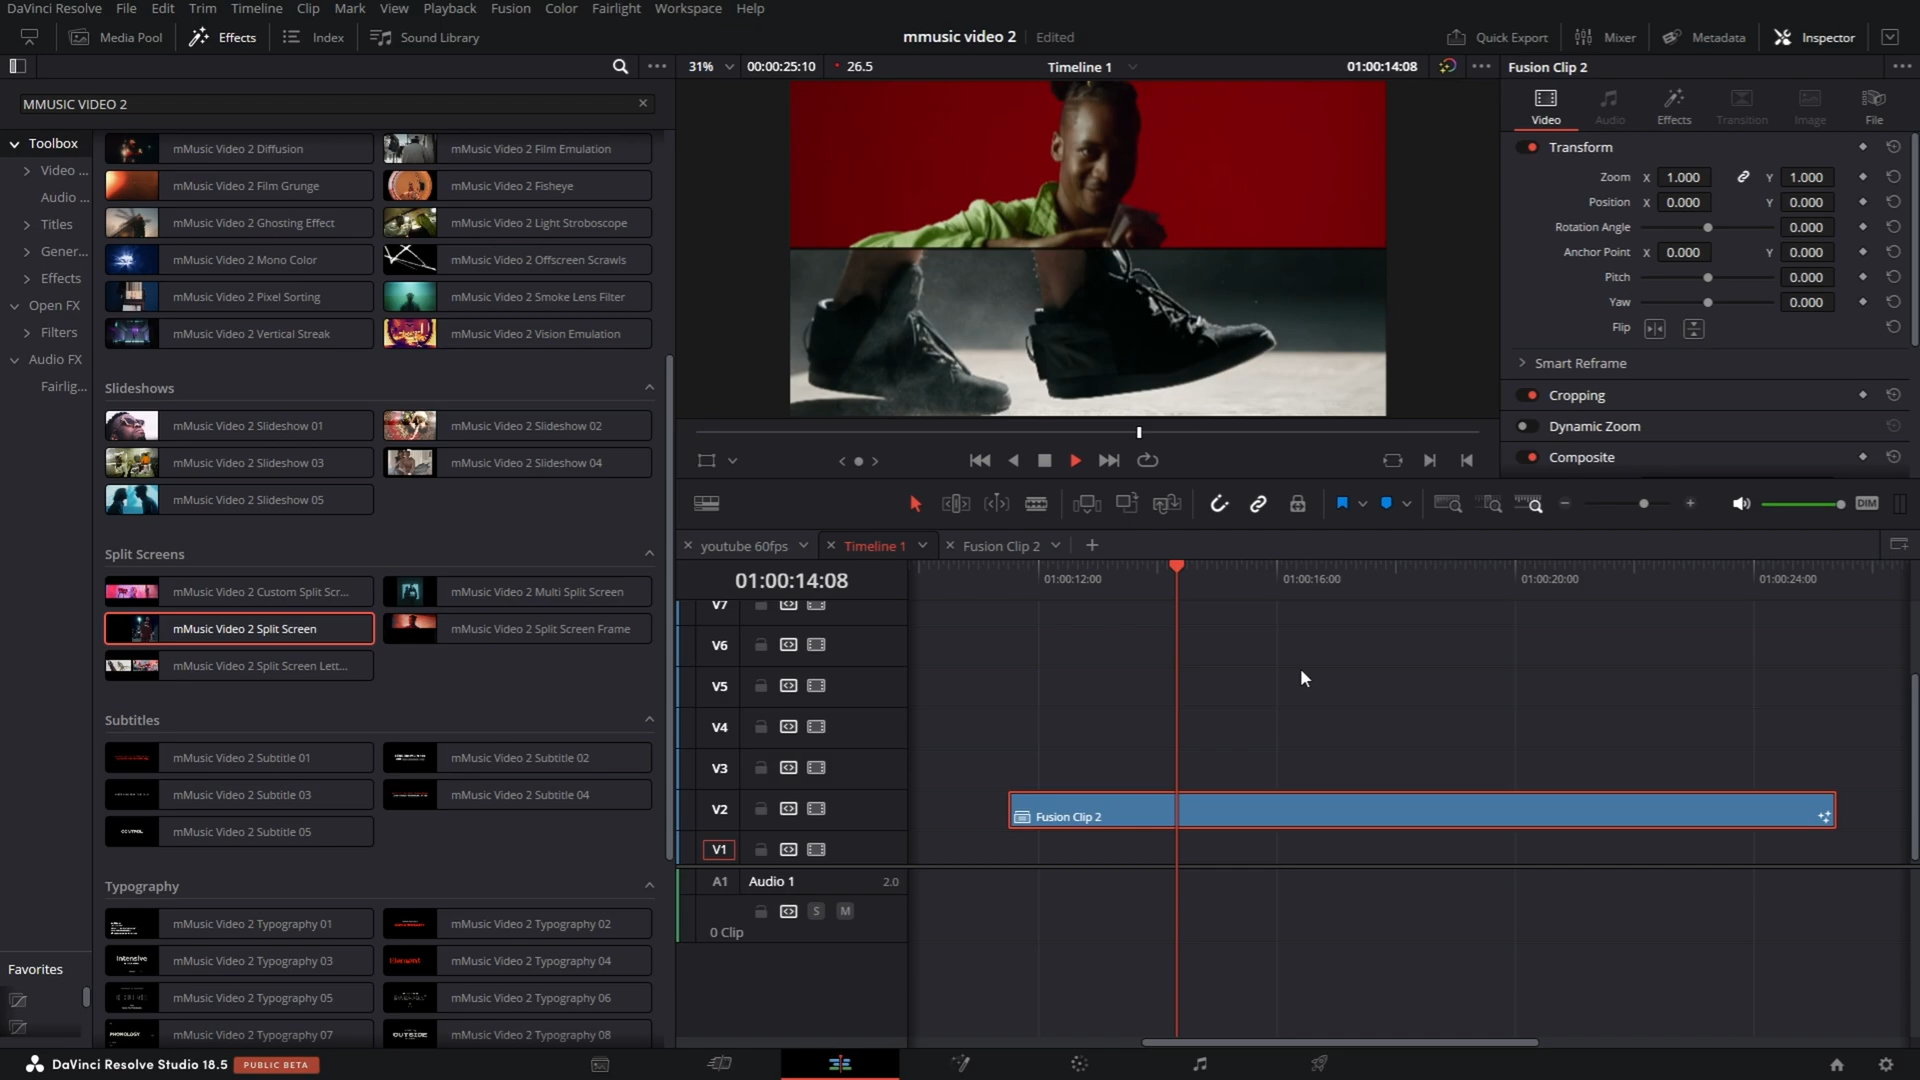 DaVinci Resolve File Edit Trim Timeline Clip Mark View Playback Fusion Color Fairlight Workspace Help
Media Pool Effects Index Sound Library mmusic video 2 Edited Quick Export Mixer Metadata Inspector
31% 00:00:25:10 26.5 Timeline 1 01:00:14:08 Fusion Clip 2
MMUSIC VIDEO 2
Video Audio Effects Transition Image File
Toolbox
Video ...
Audio ...
Titles
Gener...
Effects
Open FX
Filters
Audio FX
Fairlig...
Favorites
mMusic Video 2 Diffusion mMusic Video 2 Film Emulation
mMusic Video 2 Film Grunge mMusic Video 2 Fisheye
mMusic Video 2 Ghosting Effect mMusic Video 2 Light Stroboscope
mMusic Video 2 Mono Color mMusic Video 2 Offscreen Scrawls
mMusic Video 2 Pixel Sorting mMusic Video 2 Smoke Lens Filter
mMusic Video 2 Vertical Streak mMusic Video 2 Vision Emulation
Slideshows
mMusic Video 2 Slideshow 01 mMusic Video 2 Slideshow 02
mMusic Video 2 Slideshow 03 mMusic Video 2 Slideshow 04
mMusic Video 2 Slideshow 05
Split Screens
mMusic Video 2 Custom Split Scr... mMusic Video 2 Multi Split Screen
mMusic Video 2 Split Screen mMusic Video 2 Split Screen Frame
mMusic Video 2 Split Screen Lett...
Subtitles
mMusic Video 2 Subtitle 01 mMusic Video 2 Subtitle 02
mMusic Video 2 Subtitle 03 mMusic Video 2 Subtitle 04
mMusic Video 2 Subtitle 05
Typography
mMusic Video 2 Typography 01 mMusic Video 2 Typography 02
Intensive mMusic Video 2 Typography 03 mMusic Video 2 Typography 04
mMusic Video 2 Typography 05 mMusic Video 2 Typography 06
PHONOLOGY mMusic Video 2 Typography 07 OUTSIDE mMusic Video 2 Typography 08
Transform
Zoom X 1.000 Y 1.000
Position X 0.000 Y 0.000
Rotation Angle 0.000
Anchor Point X 0.000 Y 0.000
Pitch 0.000
Yaw 0.000
Flip
Smart Reframe
Cropping
Dynamic Zoom
Composite
DIM
youtube 60fps Timeline 1 Fusion Clip 2
01:00:14:08 01:00:12:00 01:00:16:00 01:00:20:00 01:00:24:00
V7
V6
V5
V4
V3
V2 Fusion Clip 2
V1
A1 Audio 1 2.0
S M
0 Clip
DaVinci Resolve Studio 18.5 PUBLIC BETA